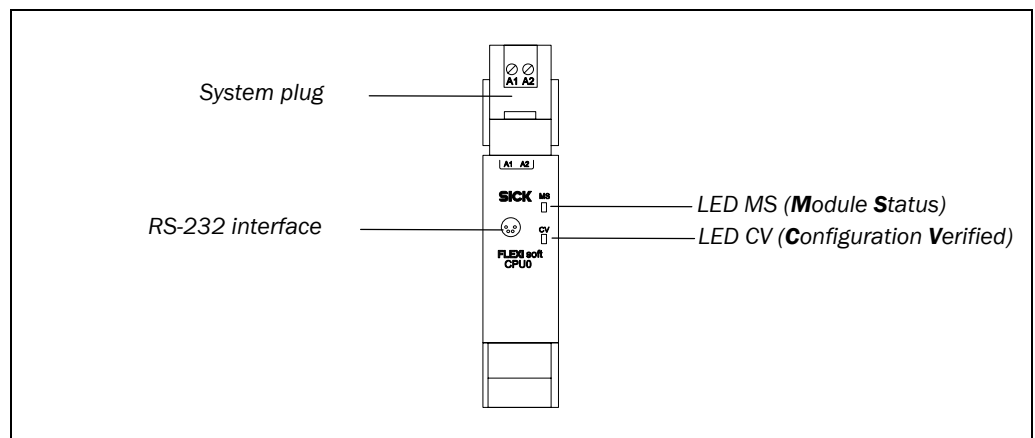 A1 A2
System plug
A1 A2
SICK MS
LED MS (Module Status)
RS-232 interface
CV
LED CV (Configuration Verified)
FLEXI soft
CPU0